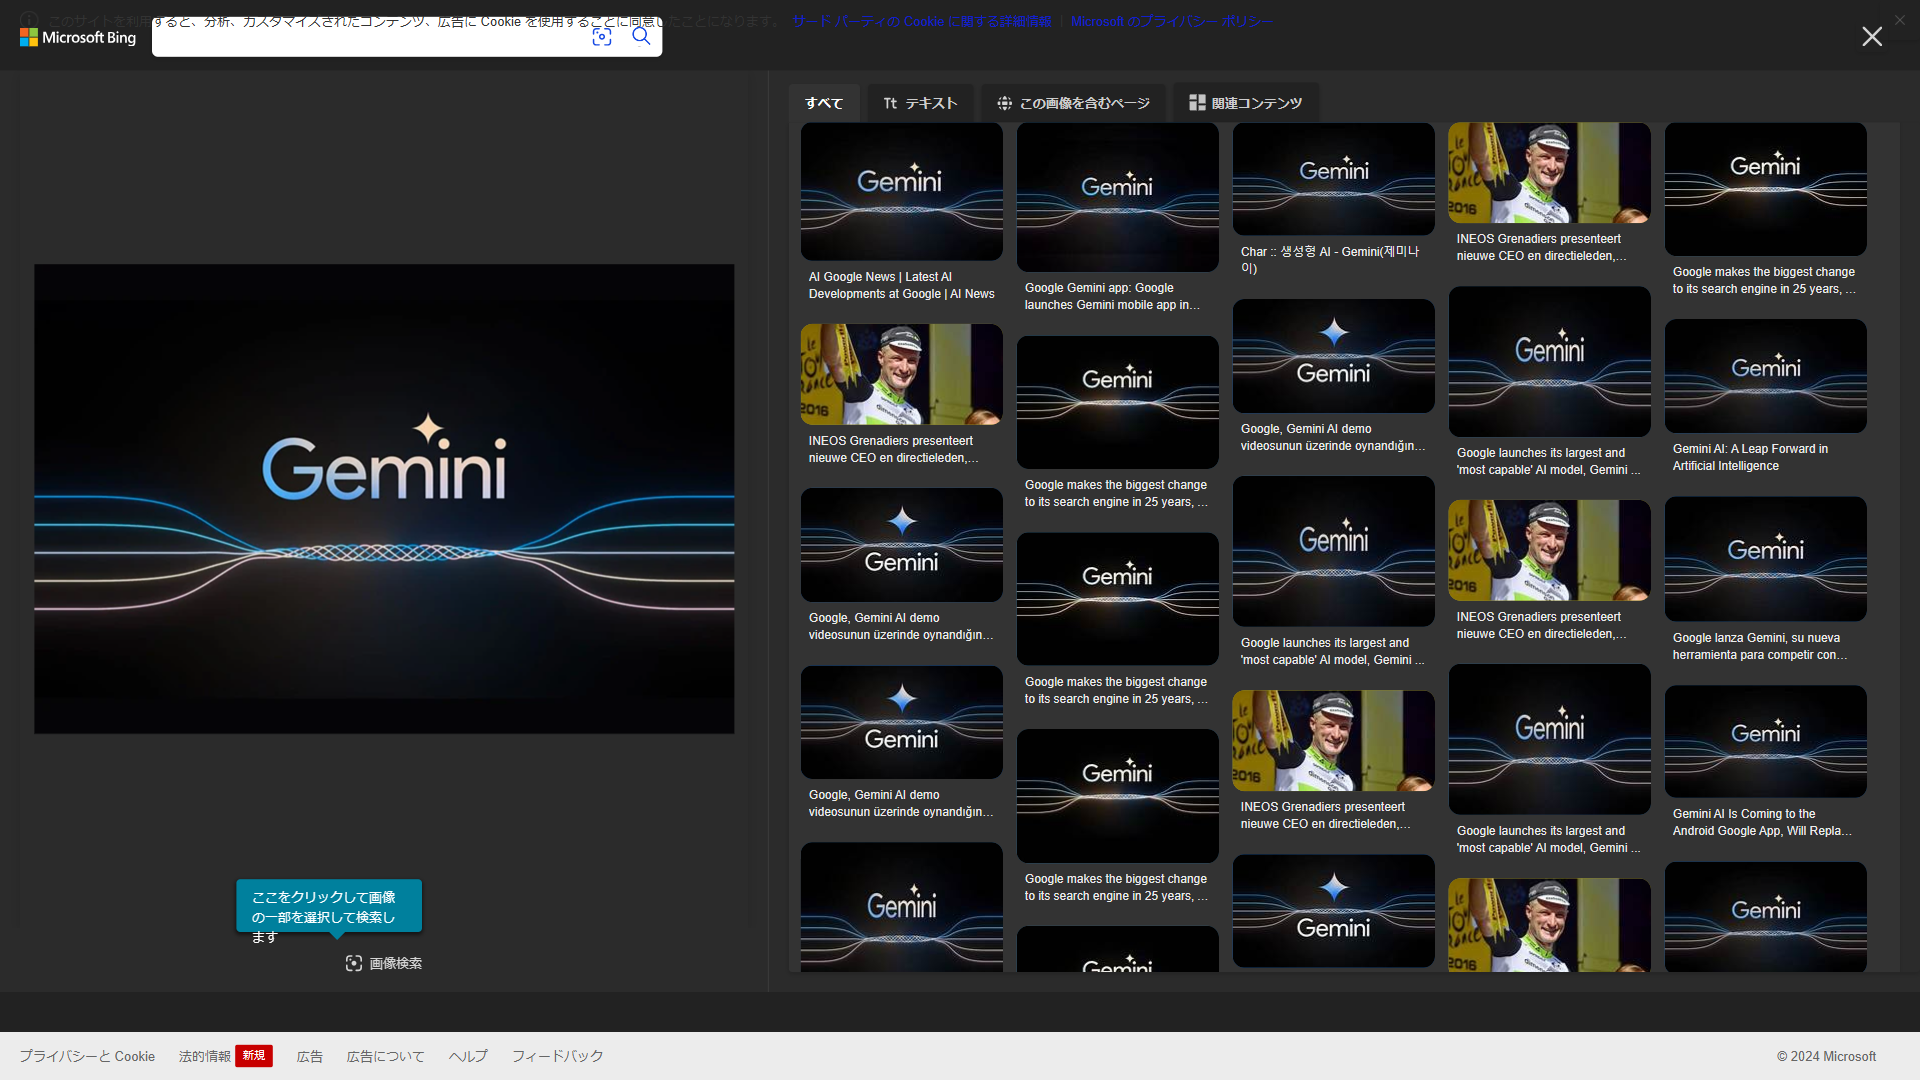 このサイトを利用すると、分析、カスタマイズされたコンテンツ、広告に Cookie を使用することに同意したことになります。 サード パーティの Cookie に関する詳細情報 | Microsoft のプライバシー ポリシー
Microsoft Bing
すべて
Tt テキスト
この画像を含むページ
関連コンテンツ
Gemini
ここをクリックして画像
の一部を選択して検索し
ます
画像検索
Gemini
AI Google News | Latest AI
Developments at Google | AI News
2016
INEOS Grenadiers presenteert
nieuwe CEO en directieleden,...
Gemini
Google, Gemini AI demo
videosunun üzerinde oynandığın...
Gemini
Google, Gemini AI demo
videosunun üzerinde oynandığın...
Gemini
Gemini
Google Gemini app: Google
launches Gemini mobile app in...
Gemini
Google makes the biggest change
to its search engine in 25 years, ...
Gemini
Google makes the biggest change
to its search engine in 25 years, ...
Gemini
Google makes the biggest change
to its search engine in 25 years, ...
Gemini
Gemini
Char :: 생성형 AI - Gemini(제미나
이)
Gemini
Google, Gemini AI demo
videosunun üzerinde oynandığın...
Gemini
Google launches its largest and
'most capable' AI model, Gemini ...
2016
INEOS Grenadiers presenteert
nieuwe CEO en directieleden,...
Gemini
2016
INEOS Grenadiers presenteert
nieuwe CEO en directieleden,...
Gemini
Google launches its largest and
'most capable' AI model, Gemini ...
2016
INEOS Grenadiers presenteert
nieuwe CEO en directieleden,...
Gemini
Google launches its largest and
'most capable' AI model, Gemini ...
2016
Gemini
Google makes the biggest change
to its search engine in 25 years, ...
Gemini
Gemini AI: A Leap Forward in
Artificial Intelligence
Gemini
Google lanza Gemini, su nueva
herramienta para competir con...
Gemini
Gemini AI Is Coming to the
Android Google App, Will Repla...
Gemini
プライバシーと Cookie
法的情報 新規
広告
広告について
ヘルプ
フィードバック
© 2024 Microsoft